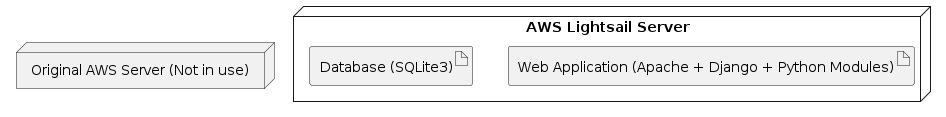 AWS Lightsail Server
Original AWS Server (Not in use)
Database (SQLite3)
Web Application (Apache + Django + Python Modules)